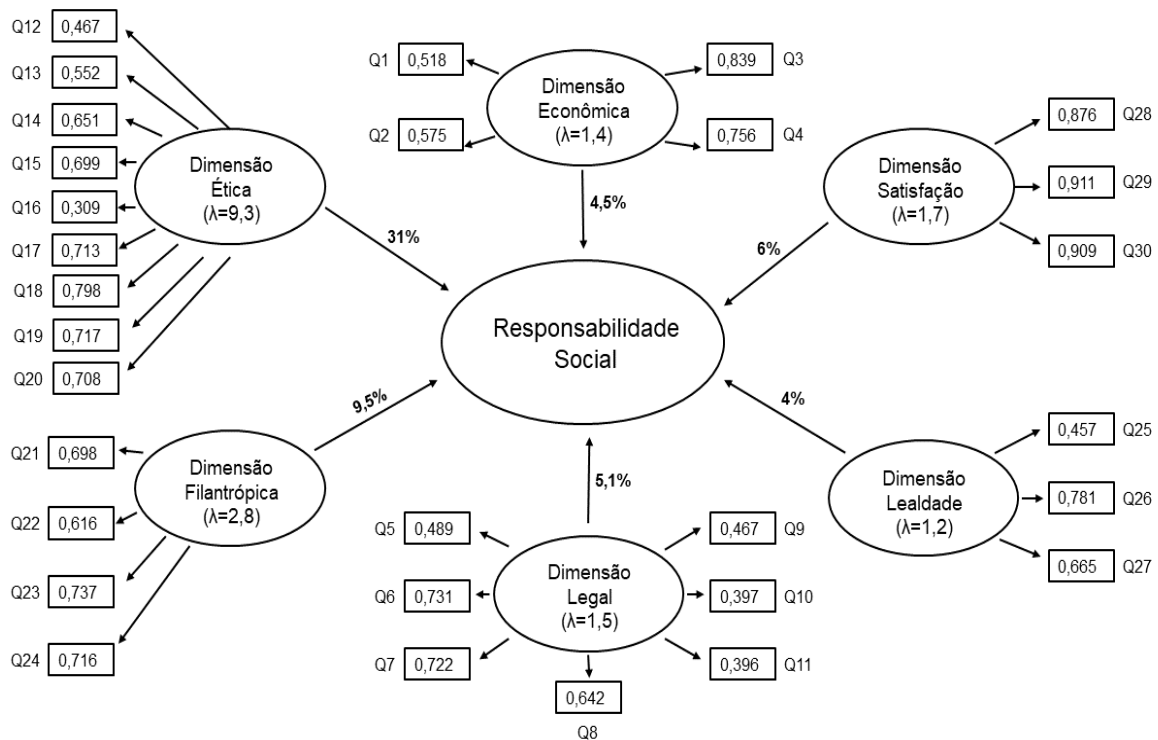 Q12 0,467
Q13 0,552
Q14 0,651
Q15 0,699
Q16 0,309
Q17 0,713
Q18 0,798
Q19 0,717
Q20 0,708
Dimensão
Ética
(λ=9,3)
31%
Q1 0,518
Q2 0,575
Dimensão
Econômica
(λ=1,4)
0,839 Q3
0,756 Q4
4,5%
Dimensão
Satisfação
(λ=1,7)
0,876 Q28
0,911 Q29
0,909 Q30
6%
Responsabilidade
Social
Q21 0,698
Q22 0,616
Q23 0,737
Q24 0,716
Dimensão
Filantrópica
(λ=2,8)
9,5%
Q5 0,489
Q6 0,731
Q7 0,722
5,1%
Dimensão
Legal
(λ=1,5)
0,467 Q9
0,397 Q10
0,396 Q11
0,642
Q8
4%
Dimensão
Lealdade
(λ=1,2)
0,457 Q25
0,781 Q26
0,665 Q27